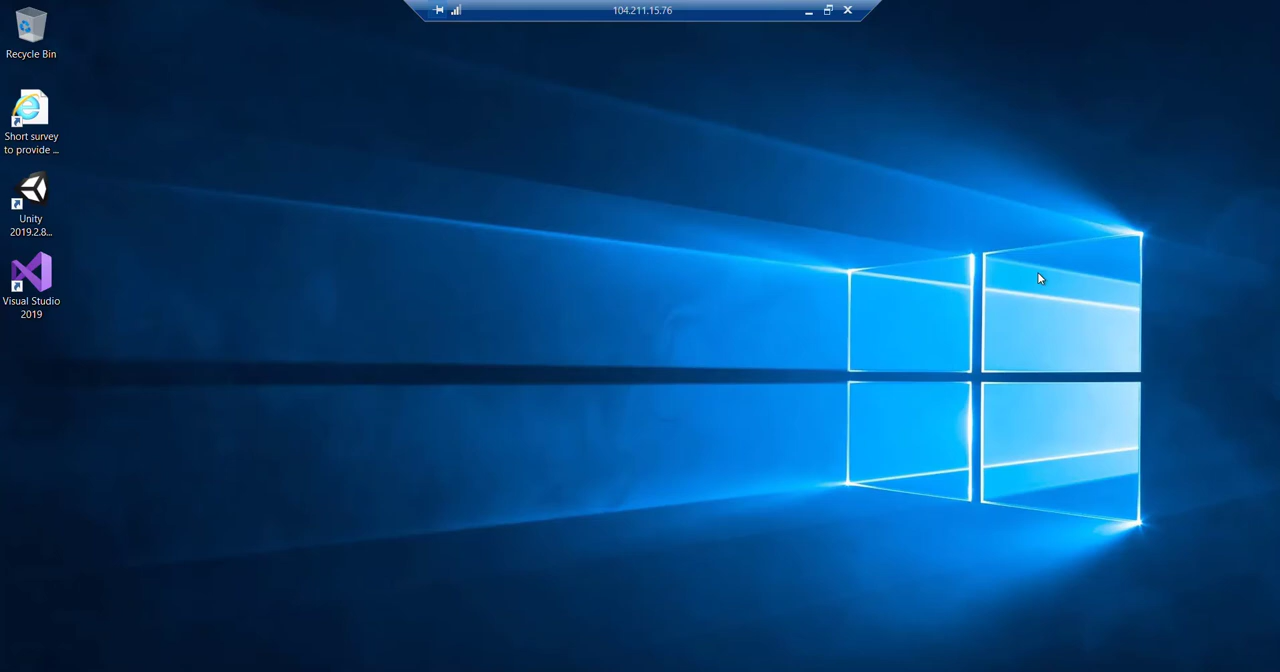 104.211.15.76
Recycle Bin
Short survey
to provide ...
Unity
2019.2.8...
Visual Studio
2019